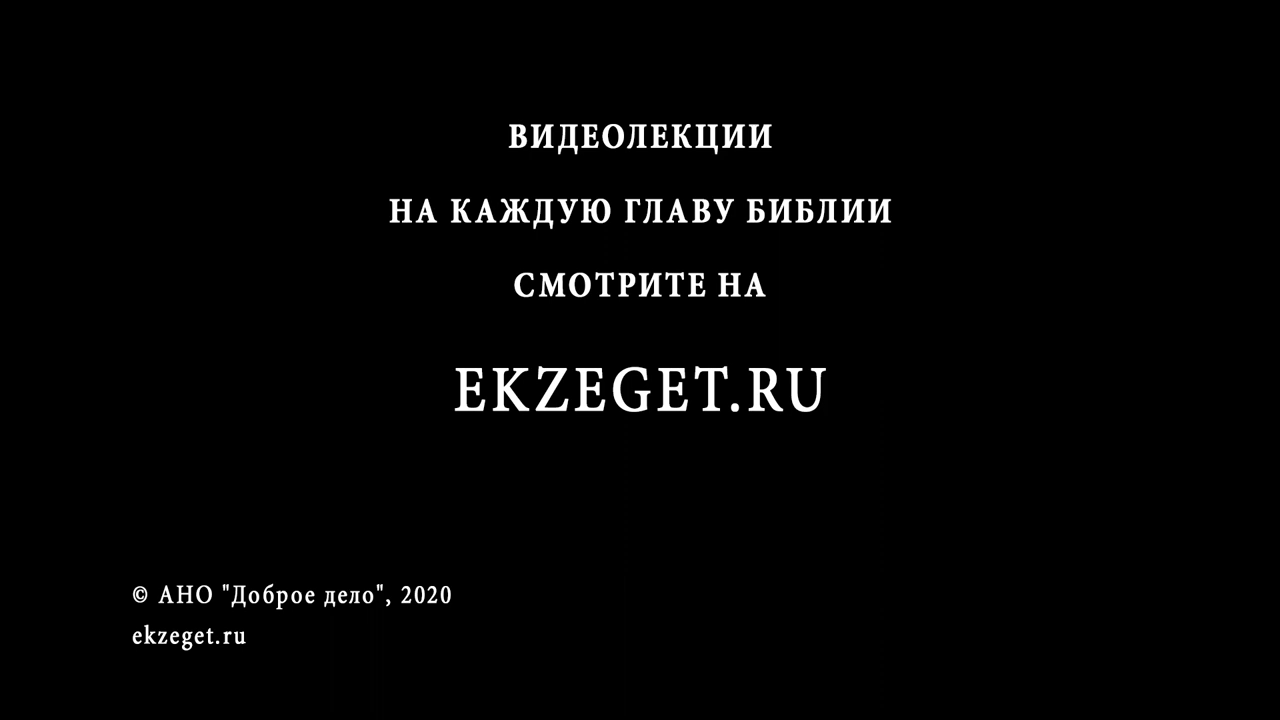 ВИДЕОЛЕКЦИИ
НА КАЖДУЮ ГЛАВУ БИБЛИИ
СМОТРИТЕ НА
EKZEGET.RU
© АНО "Доброе дело", 2020
ekzeget.ru